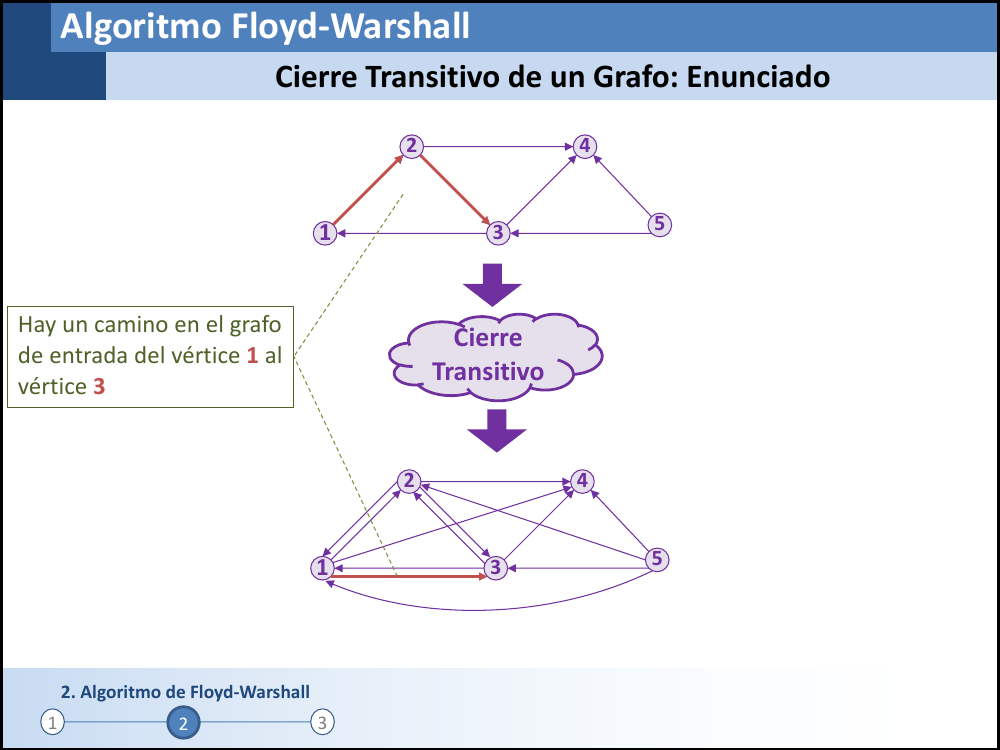 Algoritmo Floyd-Warshall
Cierre Transitivo de un Grafo: Enunciado
2
4
1
3
5
Hay un camino en el grafo
de entrada del vértice 1 al
vértice 3
Cierre
Transitivo
2
4
1
3
5
2. Algoritmo de Floyd-Warshall
1
2
3